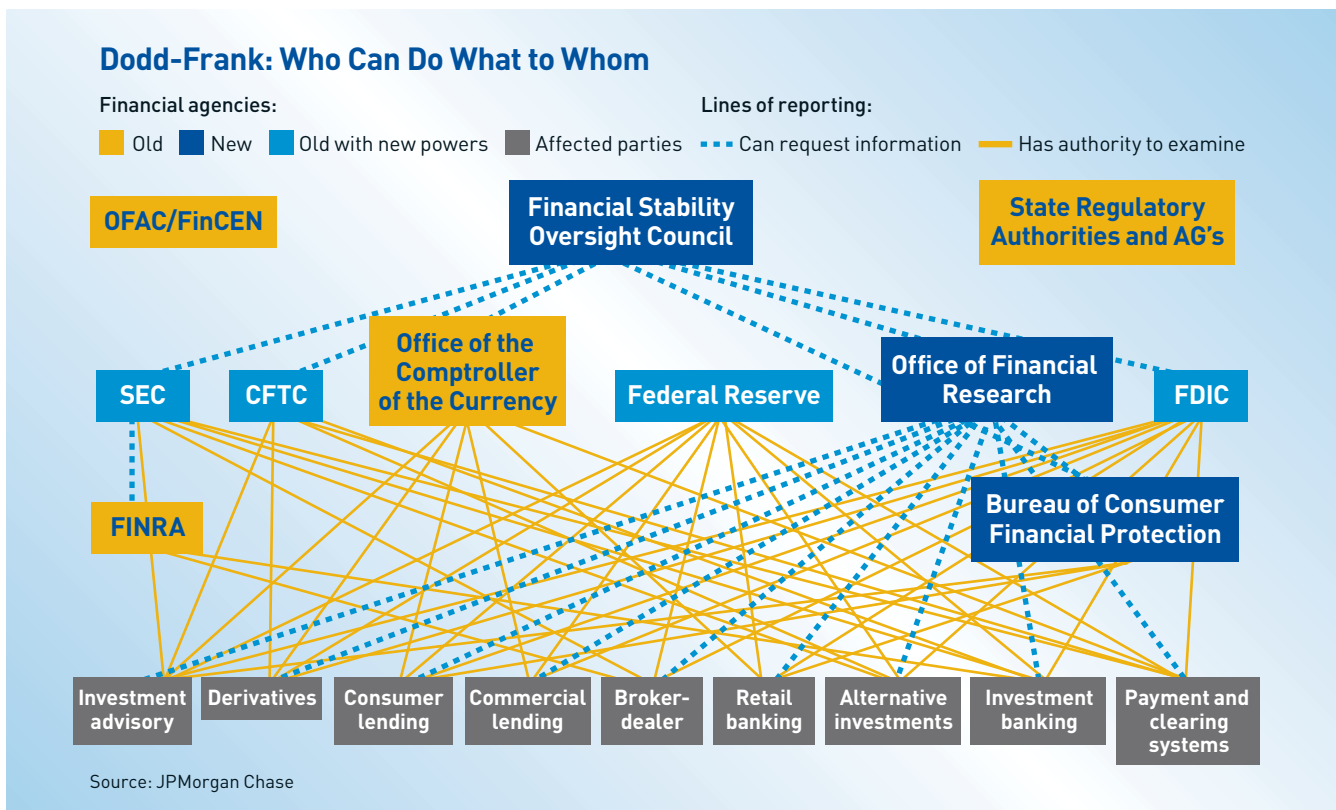 Dodd-Frank: Who Can Do What to Whom
Financial agencies:
Lines of reporting:
Old
New
Old with new powers
Affected parties
Can request information
Has authority to examine
OFAC/FinCEN
Financial Stability
Oversight Council
State Regulatory
Authorities and AG's
SEC
CFTC
Office of the
Comptroller
of the Currency
Federal Reserve
Office of Financial
Research
FDIC
FINRA
Bureau of Consumer
Financial Protection
Investment
advisory
Derivatives
Consumer
lending
Commercial
lending
Broker-
dealer
Retail
banking
Alternative
investments
Investment
banking
Payment and
clearing
systems
Source: JPMorgan Chase